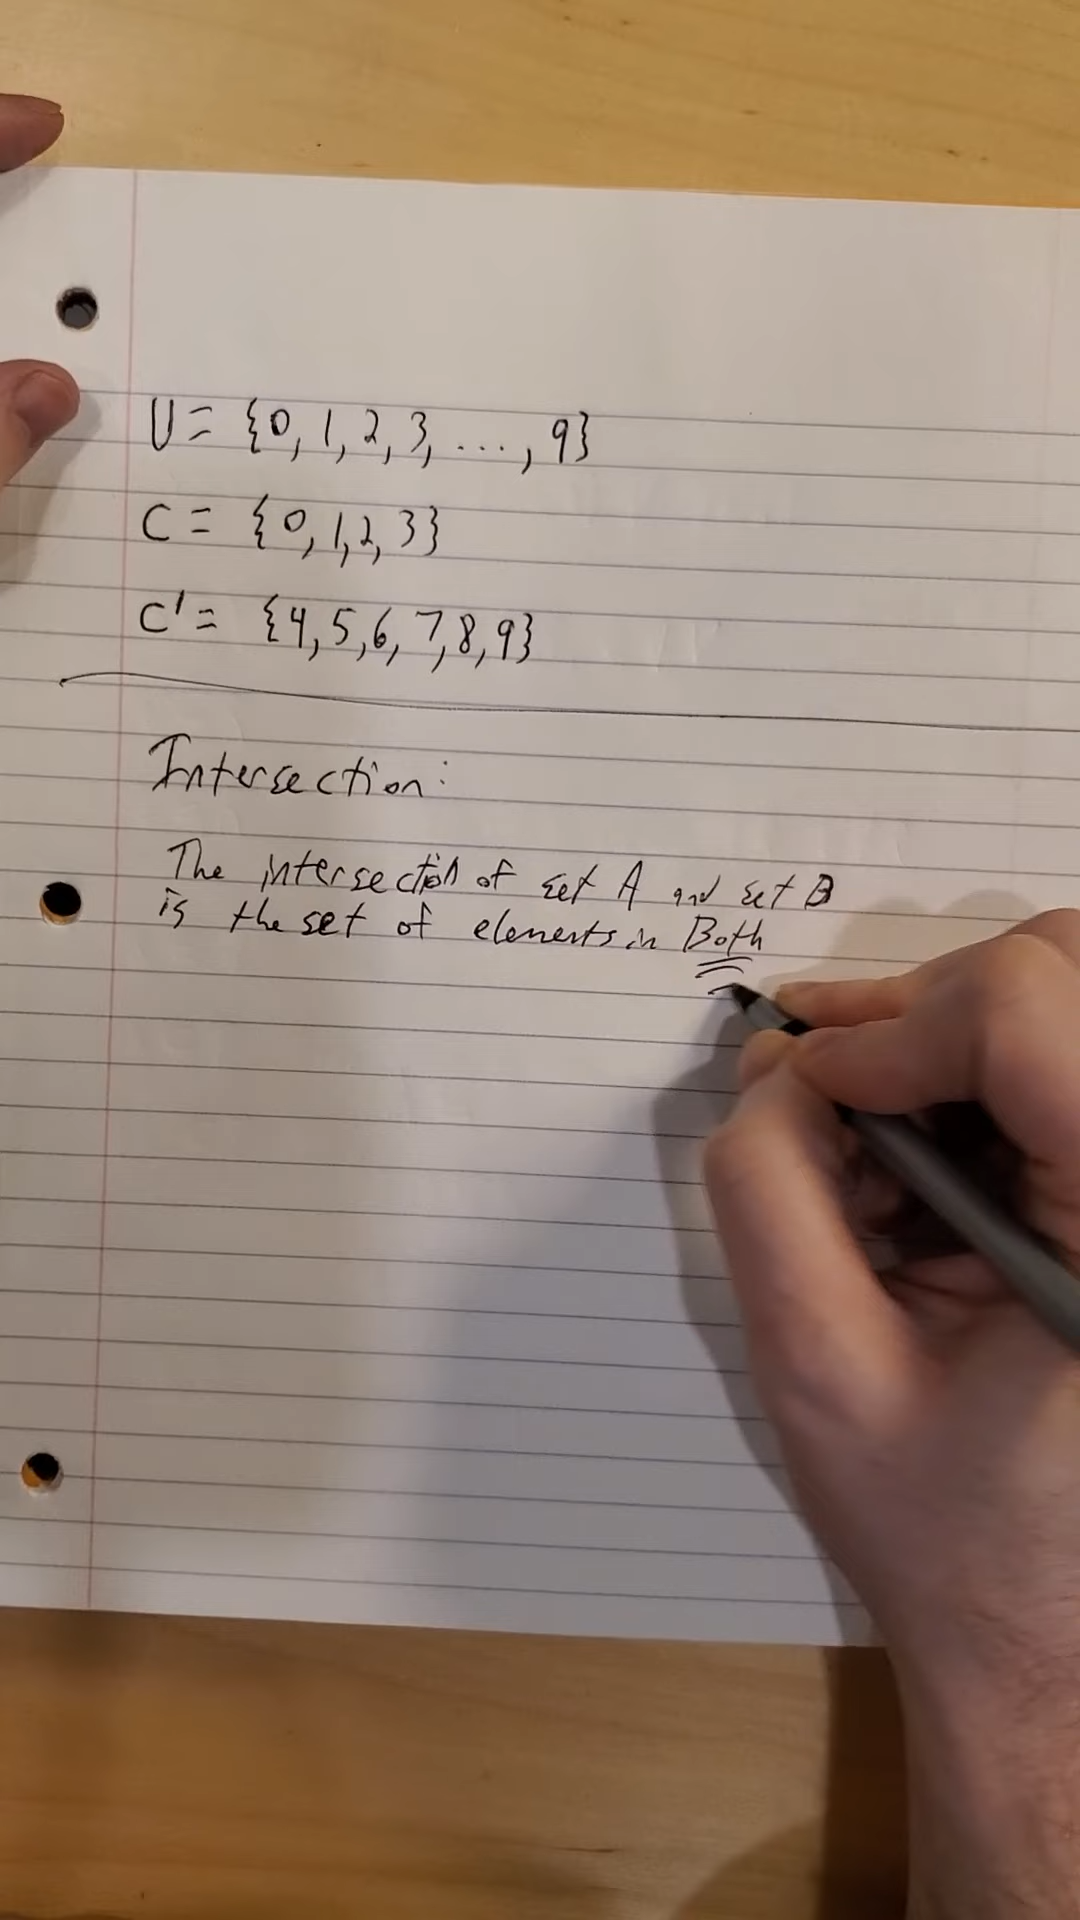 U = {0, 1, 2, 3, ..., 9}
C = {0, 1, 2, 3}
C' = {4, 5, 6, 7, 8, 9}
Intersection:
The intersection of set A and set B
is the set of elements in Both